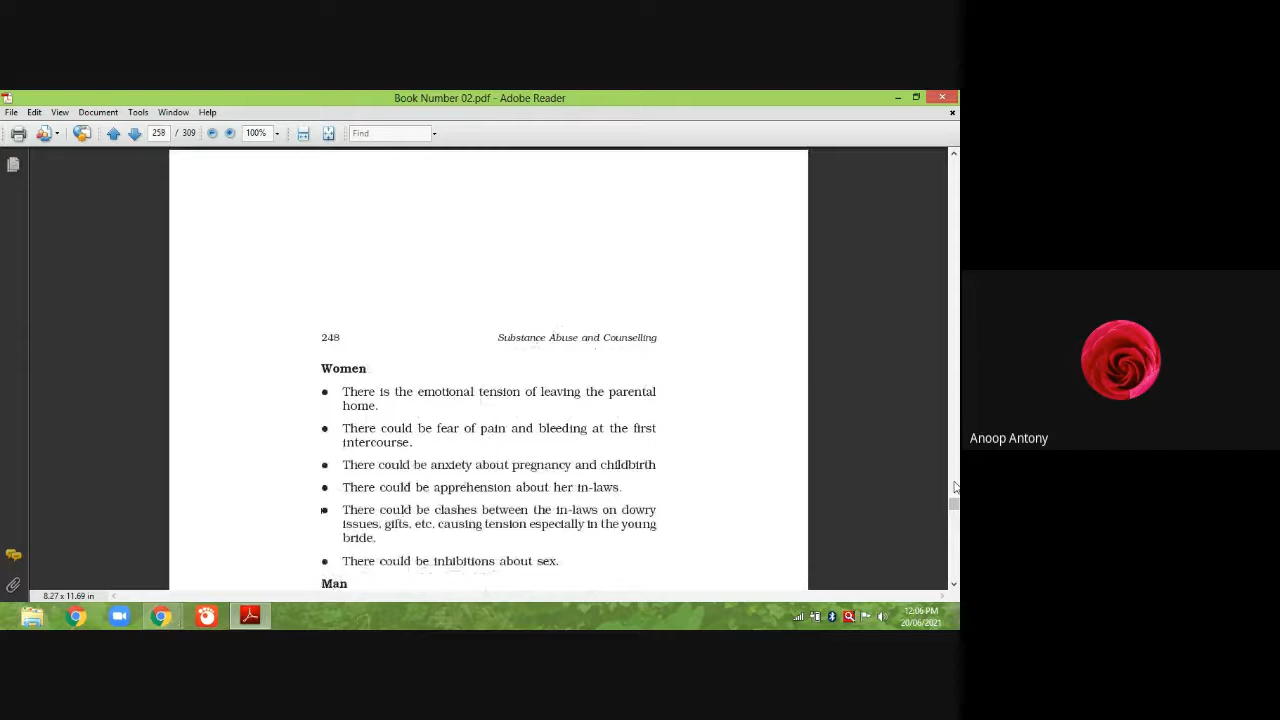 Book Number 02.pdf - Adobe Reader
File Edit View Document Tools Window Help
258 / 309 100% Find
248 Substance Abuse and Counselling
Women
● There is the emotional tension of leaving the parental
home.
● There could be fear of pain and bleeding at the first
intercourse.
● There could be anxiety about pregnancy and childbirth
● There could be apprehension about her in-laws.
● There could be clashes between the in-laws on dowry
issues, gifts, etc. causing tension especially in the young
bride.
● There could be inhibitions about sex.
Man
8.27 x 11.69 in
12:06 PM
20/06/2021
Anoop Antony